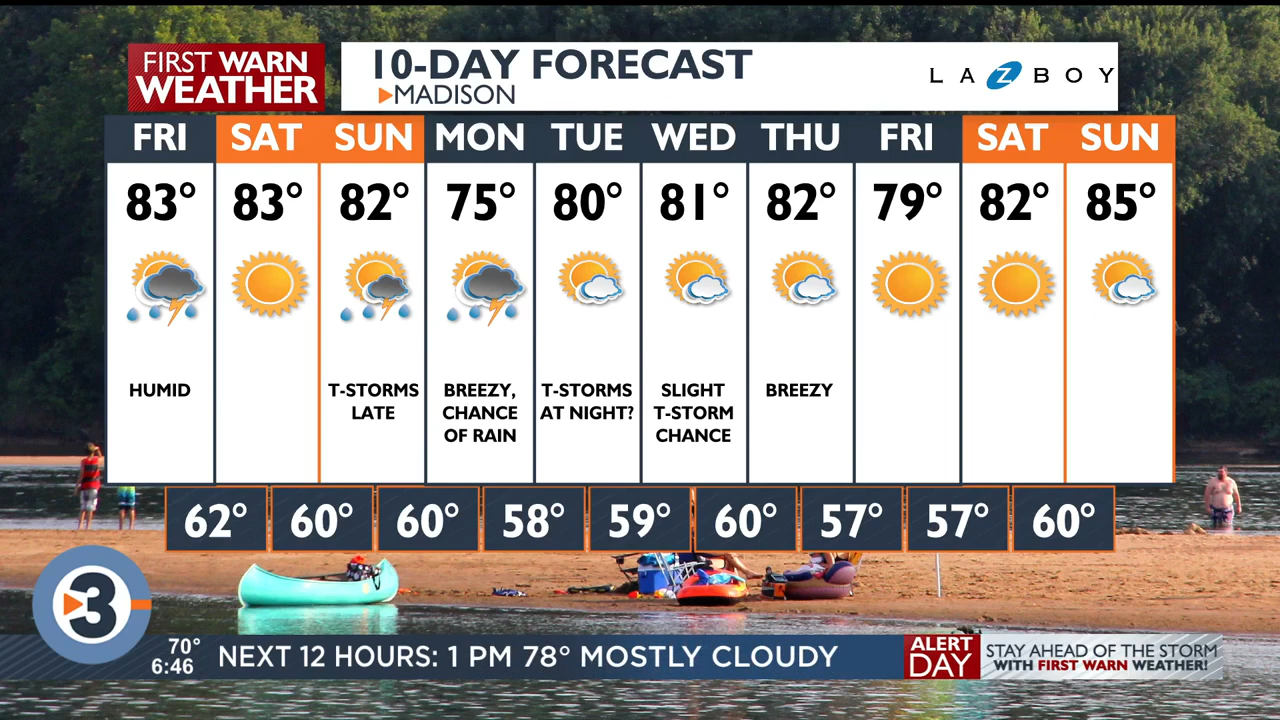 FIRST WARN
WEATHER
10-DAY FORECAST
MADISON
LA Z BOY
FRI SAT SUN MON TUE WED THU FRI SAT SUN
83° 83° 82° 75° 80° 81° 82° 79° 82° 85°
HUMID
T-STORMS
LATE
BREEZY,
CHANCE
OF RAIN
T-STORMS
AT NIGHT?
SLIGHT
T-STORM
CHANCE
BREEZY
62° 60° 60° 58° 59° 60° 57° 57° 60°
3
70°
6:46
NEXT 12 HOURS: 1 PM 78° MOSTLY CLOUDY
ALERT
DAY
STAY AHEAD OF THE STORM
WITH FIRST WARN WEATHER!